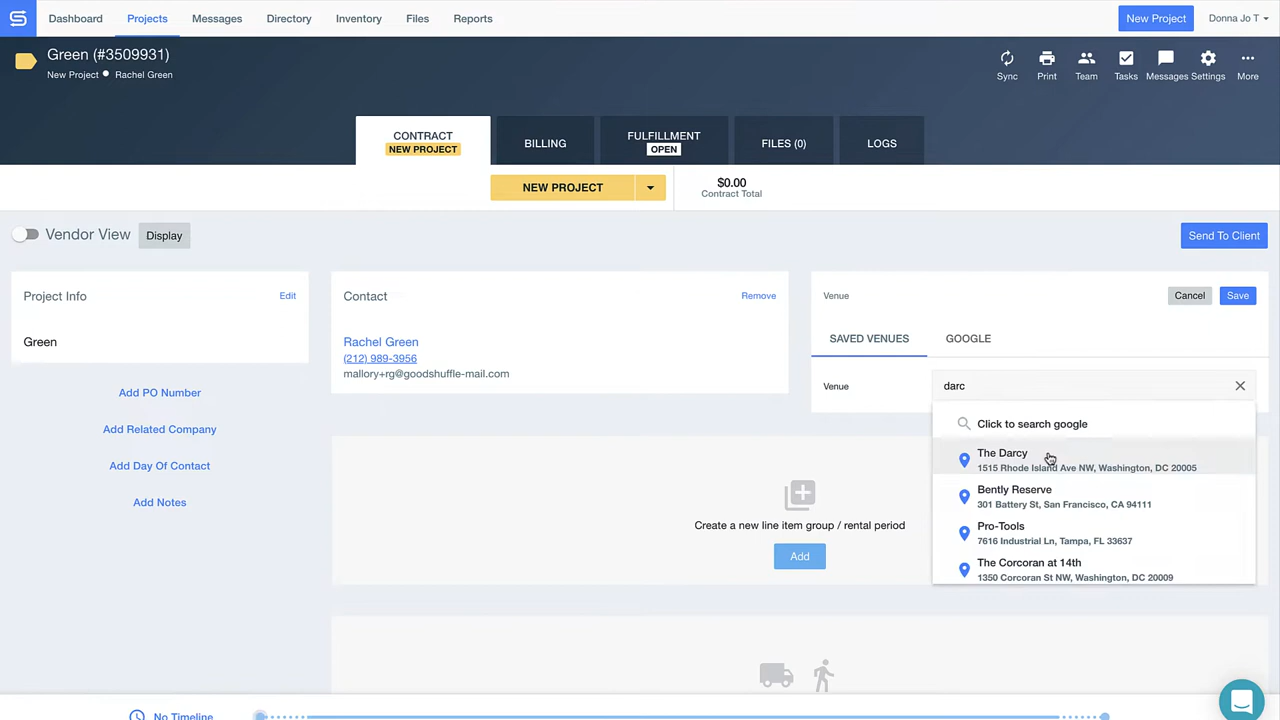 Dashboard
Projects
Messages
Directory
Inventory
Files
Reports
New Project
Donna Jo T
Green (#3509931)
New Project
Rachel Green
Sync
Print
Team
Tasks
Messages
Settings
More
CONTRACT
NEW PROJECT
BILLING
FULFILLMENT
OPEN
FILES (0)
LOGS
NEW PROJECT
$0.00
Contract Total
Vendor View
Display
Send To Client
Project Info
Edit
Green
Add PO Number
Add Related Company
Add Day Of Contact
Add Notes
Contact
Remove
Rachel Green
(212) 989-3956
mallory+rg@goodshuffle-mail.com
Venue
Cancel
Save
SAVED VENUES
GOOGLE
Venue
darc
Click to search google
The Darcy
1515 Rhode Island Ave NW, Washington, DC 20005
Bently Reserve
301 Battery St, San Francisco, CA 94111
Pro-Tools
7616 Industrial Ln, Tampa, FL 33637
The Corcoran at 14th
1350 Corcoran St NW, Washington, DC 20009
Create a new line item group / rental period
Add
No Timeline